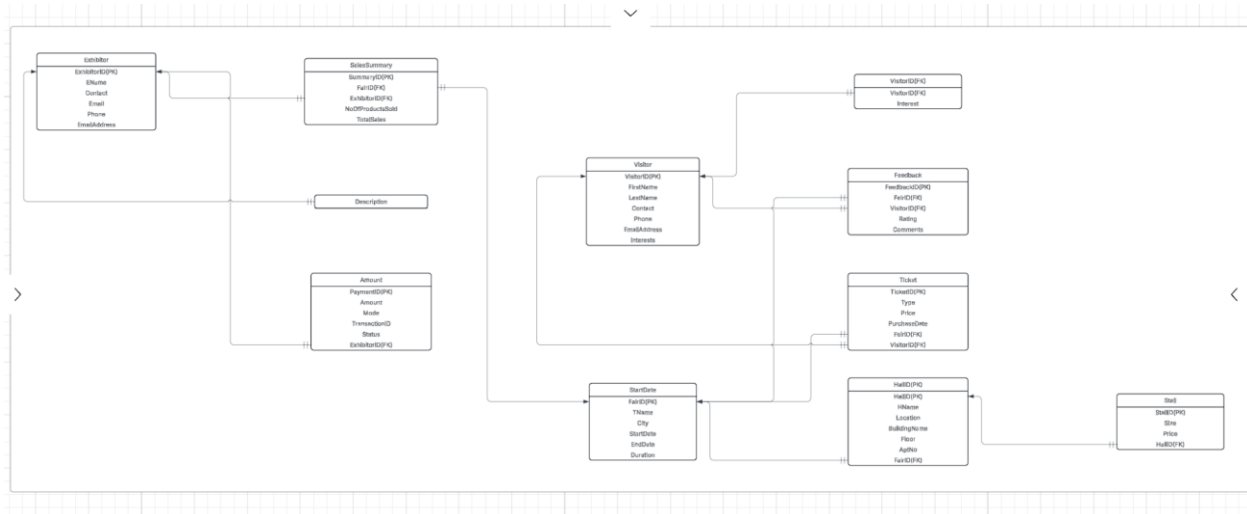 Exhibitor
ExhibitorID(PK)
EName
Contact
Email
Phone
EmailAddress
SalesSummary
SummaryID(PK)
FairID(FK)
ExhibitorID(FK)
NoOfProductsSold
TotalSales
Description
Amount
PaymentID(PK)
Amount
Mode
TransactionID
Status
ExhibitorID(FK)
Visitor
VisitorID(PK)
FirstName
LastName
Contact
Phone
EmailAddress
Interests
StartDate
FairID(PK)
TName
City
StartDate
EndDate
Duration
VisitorID(FK)
VisitorID(FK)
Interest
Feedback
FeedbackID(PK)
FairID(FK)
VisitorID(FK)
Rating
Comments
Ticket
TicketID(PK)
Type
Price
PurchaseDate
FairID(FK)
VisitorID(FK)
HallID(PK)
HallID(PK)
HName
Location
BuildingName
Floor
AptNo
FairID(FK)
Stall
StallID(PK)
Size
Price
HallID(FK)